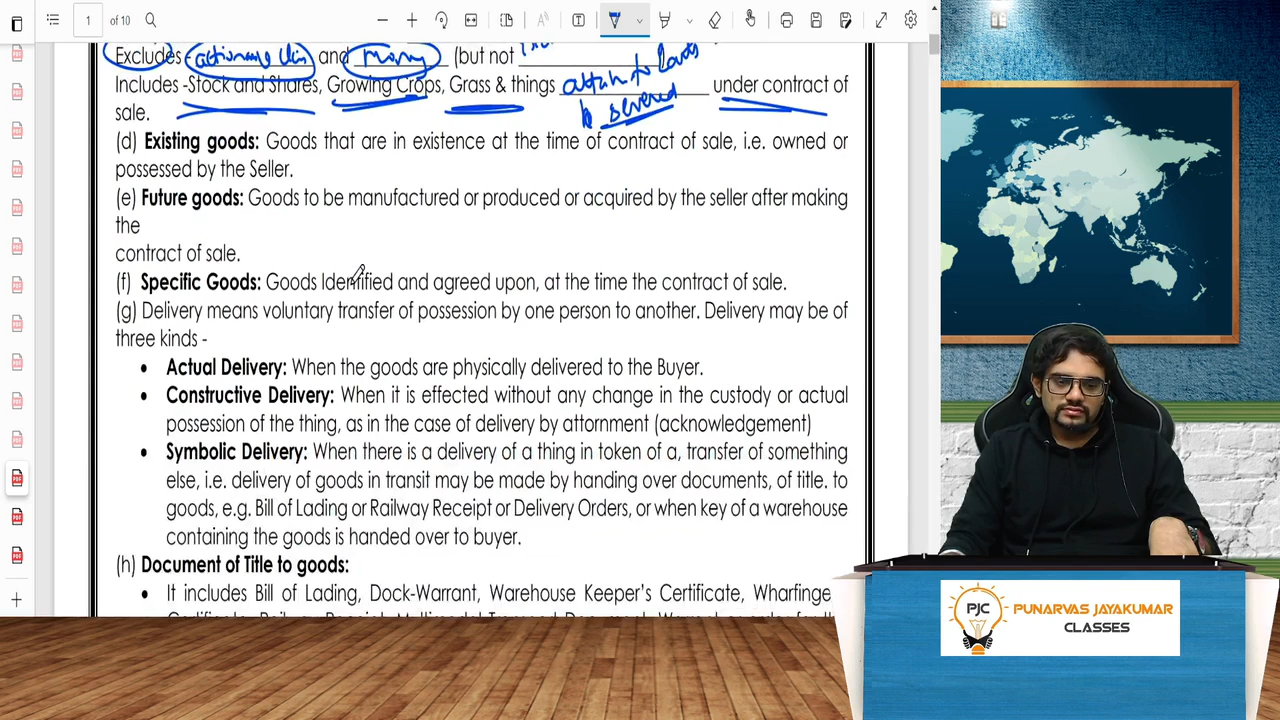 1 of 10
Excludes -actionable claim and money (but not
Includes -Stock and Shares, Growing Crops, Grass & things attain to land under contract of
to severed
sale.
(d) Existing goods: Goods that are in existence at the time of contract of sale, i.e. owned or
possessed by the Seller.
(e) Future goods: Goods to be manufactured or produced or acquired by the seller after making
the
contract of sale.
(f) Specific Goods: Goods Identified and agreed upon, at the time the contract of sale.
(g) Delivery means voluntary transfer of possession by one person to another. Delivery may be of
three kinds -
• Actual Delivery: When the goods are physically delivered to the Buyer.
• Constructive Delivery: When it is effected without any change in the custody or actual
possession of the thing, as in the case of delivery by attornment (acknowledgement)
• Symbolic Delivery: When there is a delivery of a thing in token of a, transfer of something
else, i.e. delivery of goods in transit may be made by handing over documents, of title. to
goods, e.g. Bill of Lading or Railway Receipt or Delivery Orders, or when key of a warehouse
containing the goods is handed over to buyer.
(h) Document of Title to goods:
• It includes Bill of Lading, Dock-Warrant, Warehouse Keeper's Certificate, Wharfinge
PJC PUNARVAS JAYAKUMAR
CLASSES